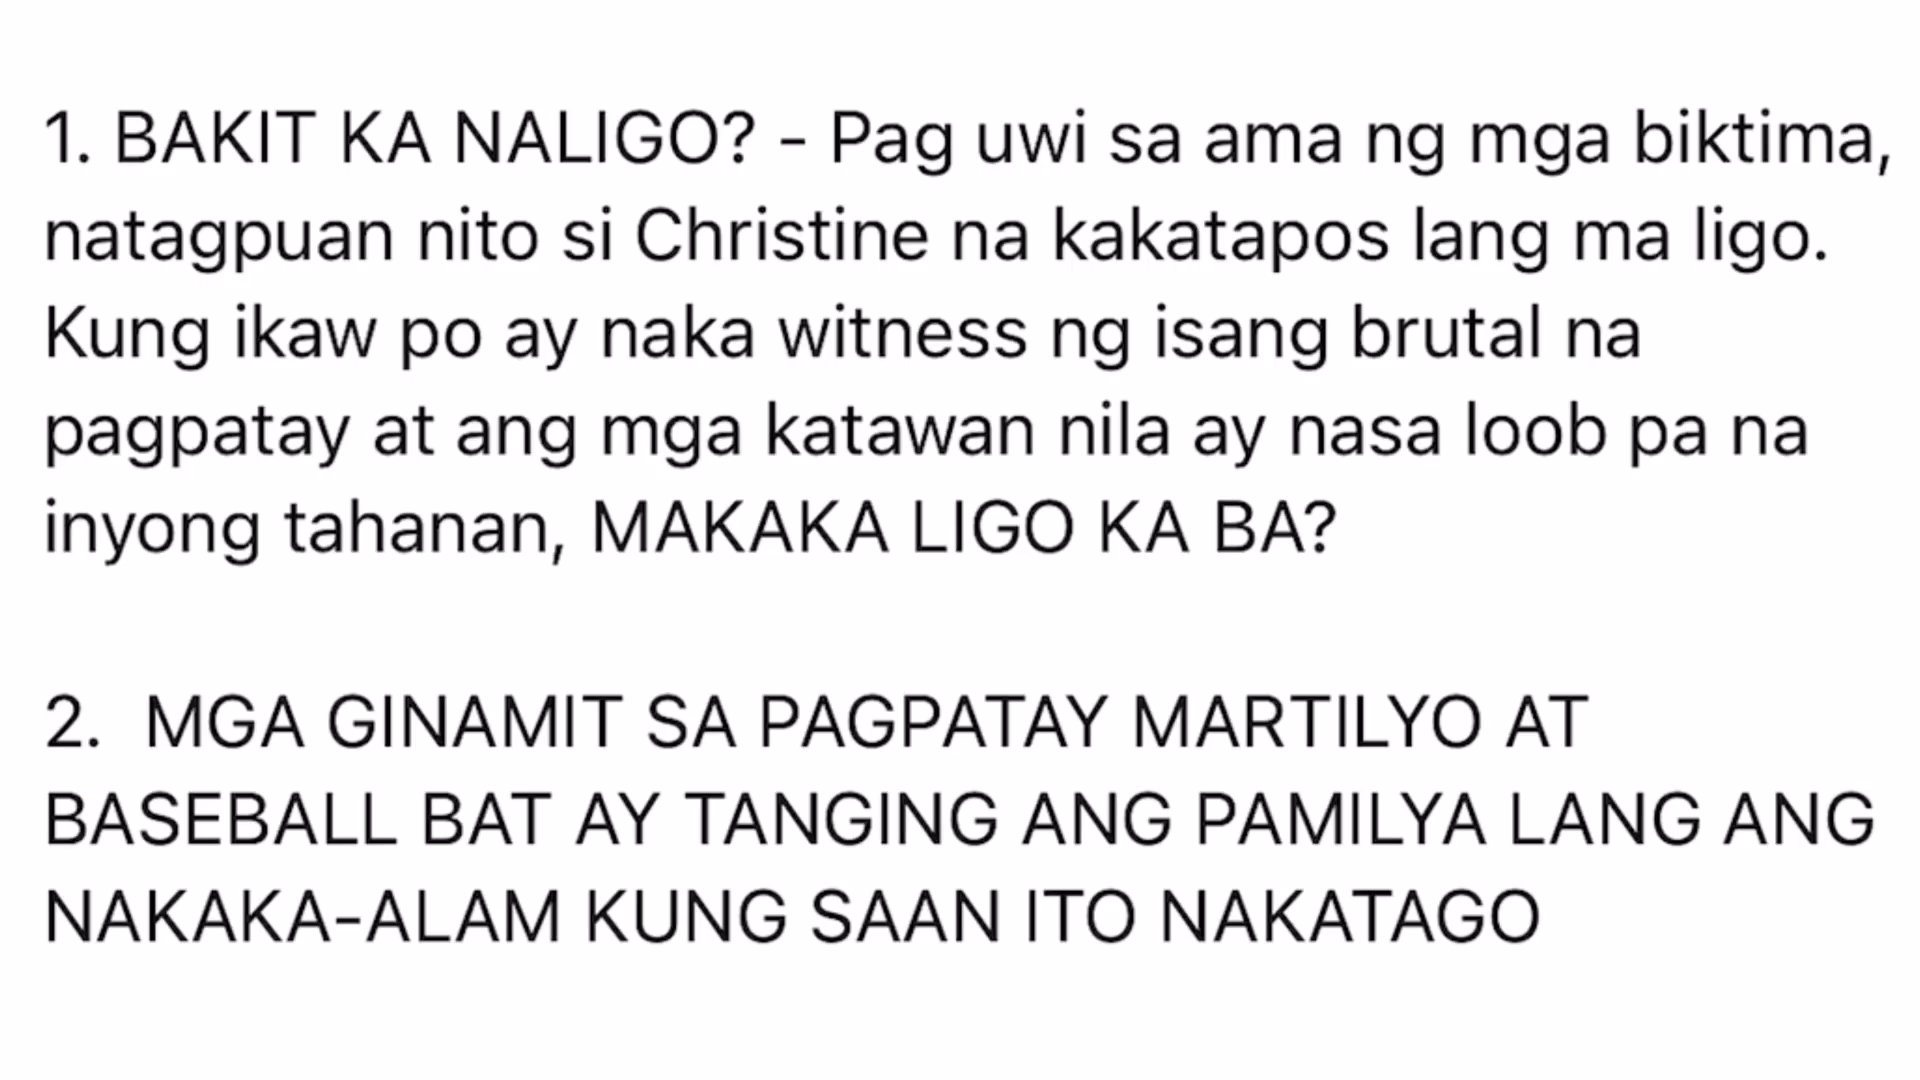 1. BAKIT KA NALIGO? - Pag uwi sa ama ng mga biktima,
natagpuan nito si Christine na kakatapos lang ma ligo.
Kung ikaw po ay naka witness ng isang brutal na
pagpatay at ang mga katawan nila ay nasa loob pa na
inyong tahanan, MAKAKA LIGO KA BA?
2. MGA GINAMIT SA PAGPATAY MARTILYO AT
BASEBALL BAT AY TANGING ANG PAMILYA LANG ANG
NAKAKA-ALAM KUNG SAAN ITO NAKATAGO